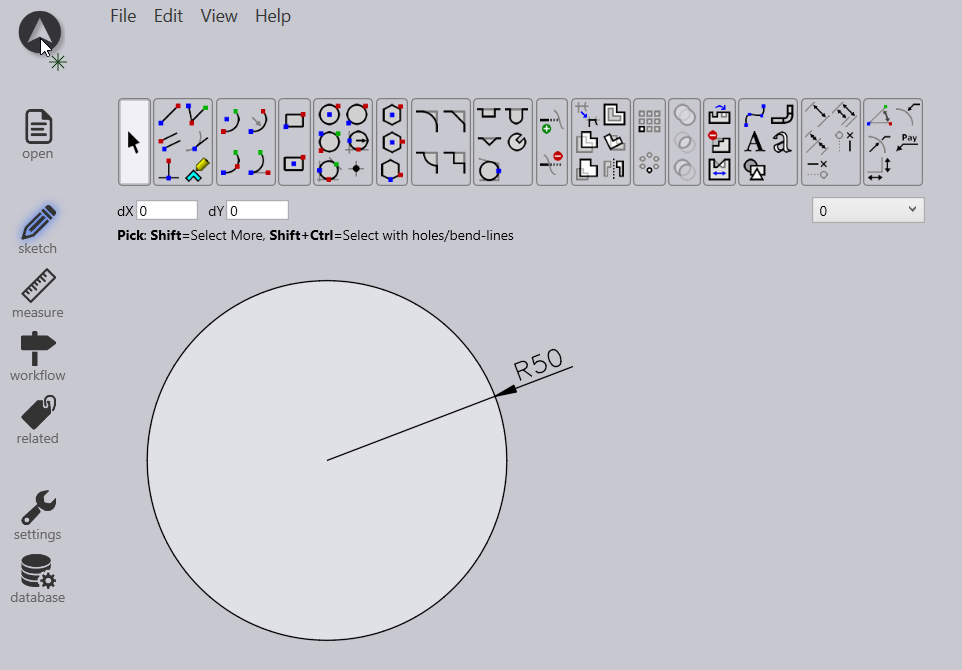 File Edit View Help
open
Pay
A a
dX 0 dY 0
0
Pick: Shift=Select More, Shift+Ctrl=Select with holes/bend-lines
sketch
measure
R50
workflow
related
settings
database